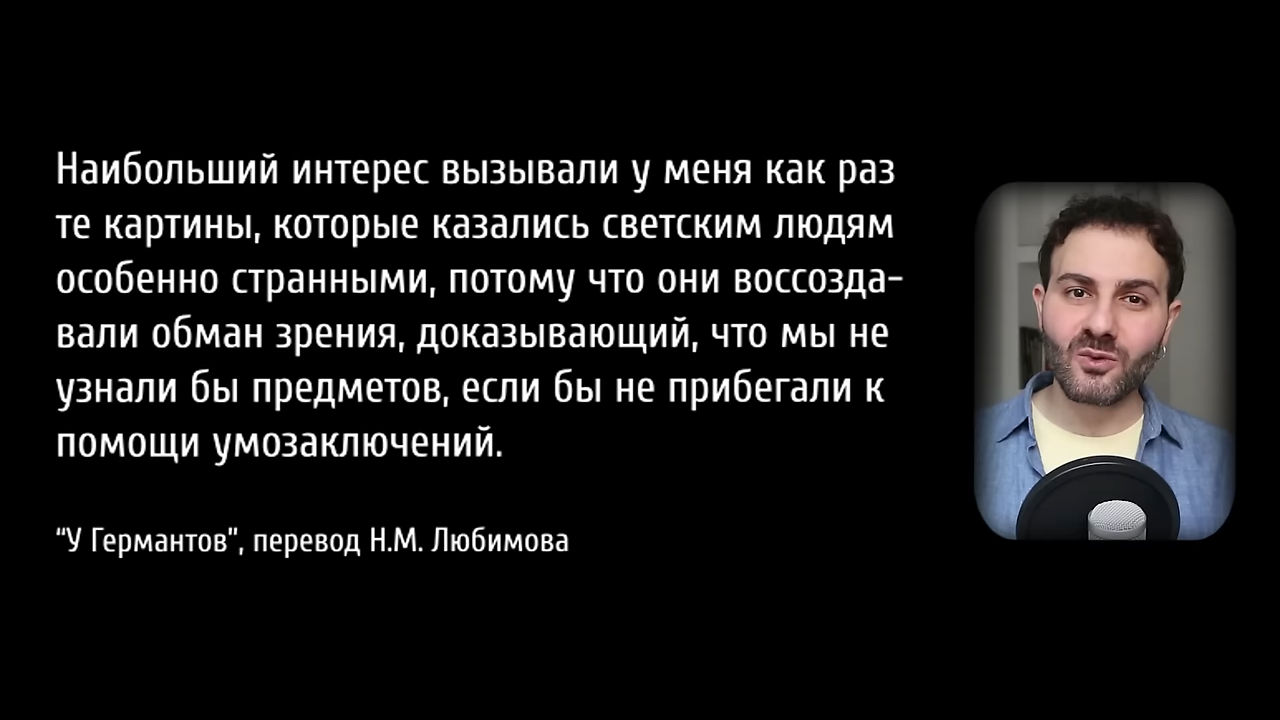 Наибольший интерес вызывали у меня как раз
те картины, которые казались светским людям
особенно странными, потому что они воссозда-
вали обман зрения, доказывающий, что мы не
узнали бы предметов, если бы не прибегали к
помощи умозаключений.
“У Германтов”, перевод Н.М. Любимова